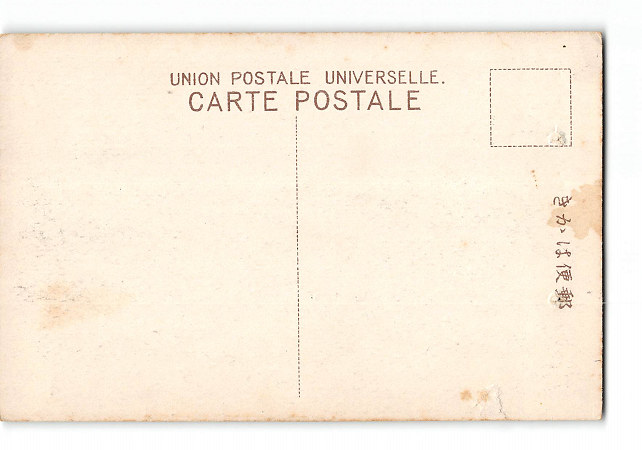 UNION POSTALE UNIVERSELLE.
CARTE POSTALE
きかは便郵